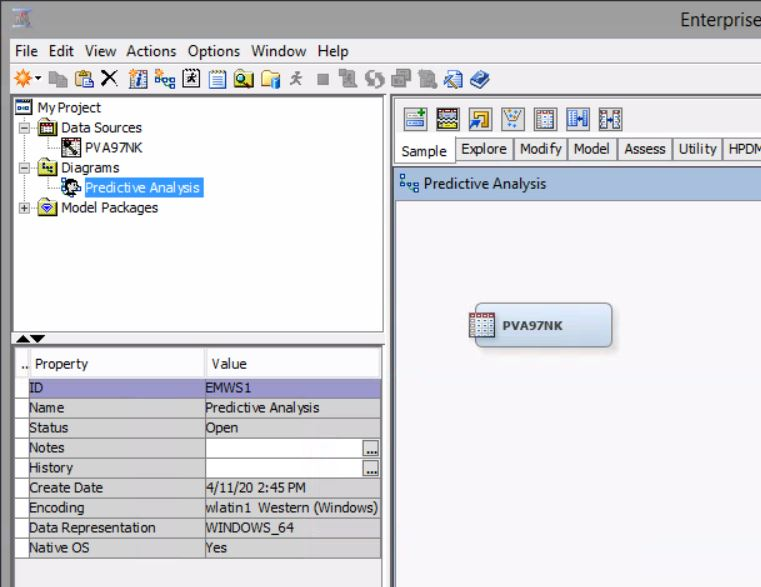 Enterprise
File Edit View Actions Options Window Help
My Project
Data Sources
PVA97NK
Diagrams
Predictive Analysis
Model Packages
Sample Explore Modify Model Assess Utility HPDM
Predictive Analysis
PVA97NK
.. Property Value
ID EMWS1
Name Predictive Analysis
Status Open
Notes ...
History ...
Create Date 4/11/20 2:45 PM
Encoding wlatin1 Western (Windows)
Data Representation WINDOWS_64
Native OS Yes